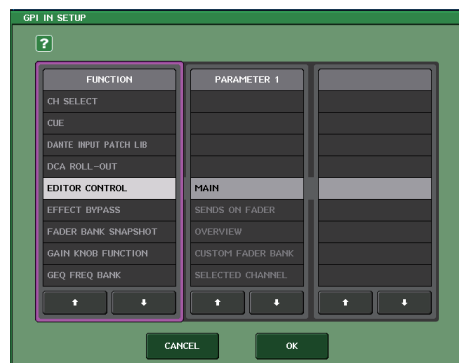 GPI IN SETUP
?
FUNCTION
CH SELECT
CUE
DANTE INPUT PATCH LIB
DCA ROLL-OUT
EDITOR CONTROL
EFFECT BYPASS
FADER BANK SNAPSHOT
GAIN KNOB FUNCTION
GEQ FREQ BANK
PARAMETER 1
MAIN
SENDS ON FADER
OVERVIEW
CUSTOM FADER BANK
SELECTED CHANNEL
CANCEL
OK